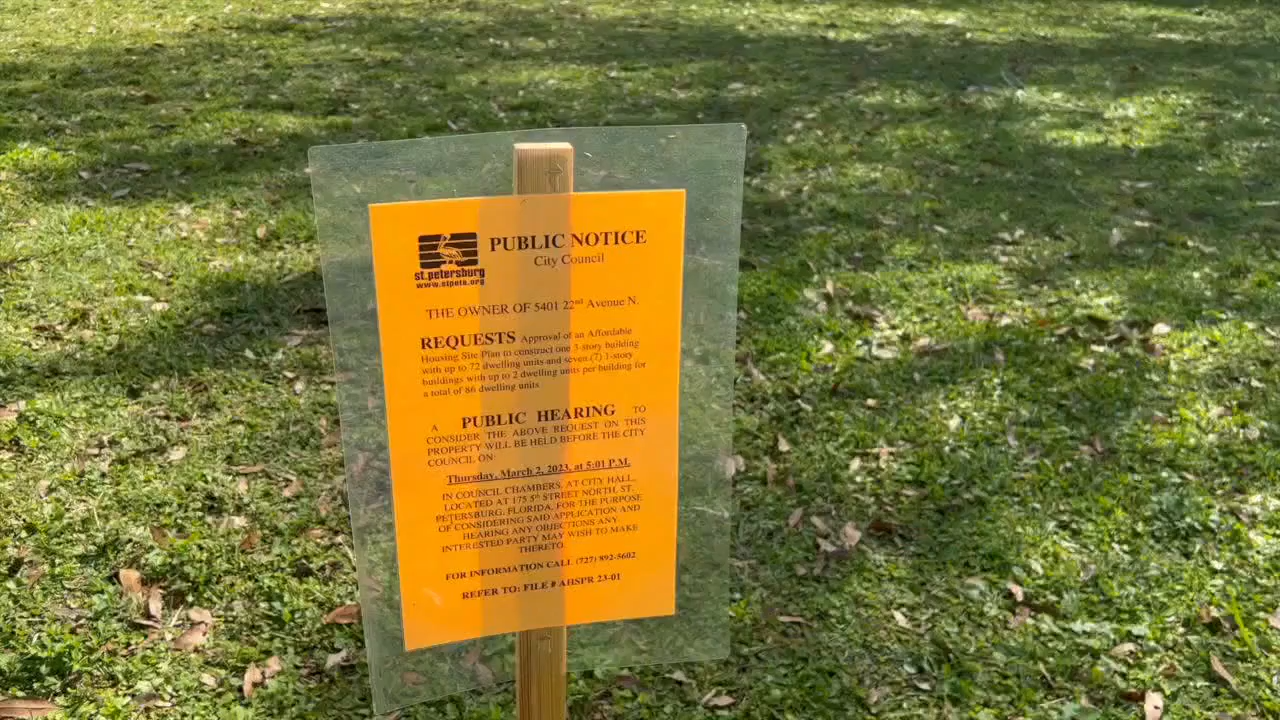 PUBLIC NOTICE
City Council
st.petersburg
www.stpete.org
THE OWNER OF 5401 22nd Avenue N.
REQUESTS Approval of an Affordable
Housing Site Plan to construct one 3-story building
with up to 72 dwelling units and seven (7) 1-story
buildings with up to 2 dwelling units per building for
a total of 86 dwelling units
A PUBLIC HEARING TO
CONSIDER THE ABOVE REQUEST ON THIS
PROPERTY WILL BE HELD BEFORE THE CITY
COUNCIL ON:
Thursday, March 2, 2023, at 5:01 P.M.
IN COUNCIL CHAMBERS, AT CITY HALL,
LOCATED AT 175 5th STREET NORTH, ST.
PETERSBURG, FLORIDA, FOR THE PURPOSE
OF CONSIDERING SAID APPLICATION AND
HEARING ANY OBJECTIONS ANY
INTERESTED PARTY MAY WISH TO MAKE
THERETO.
FOR INFORMATION CALL (727) 892-5602
REFER TO: FILE # AHSPR 23-01